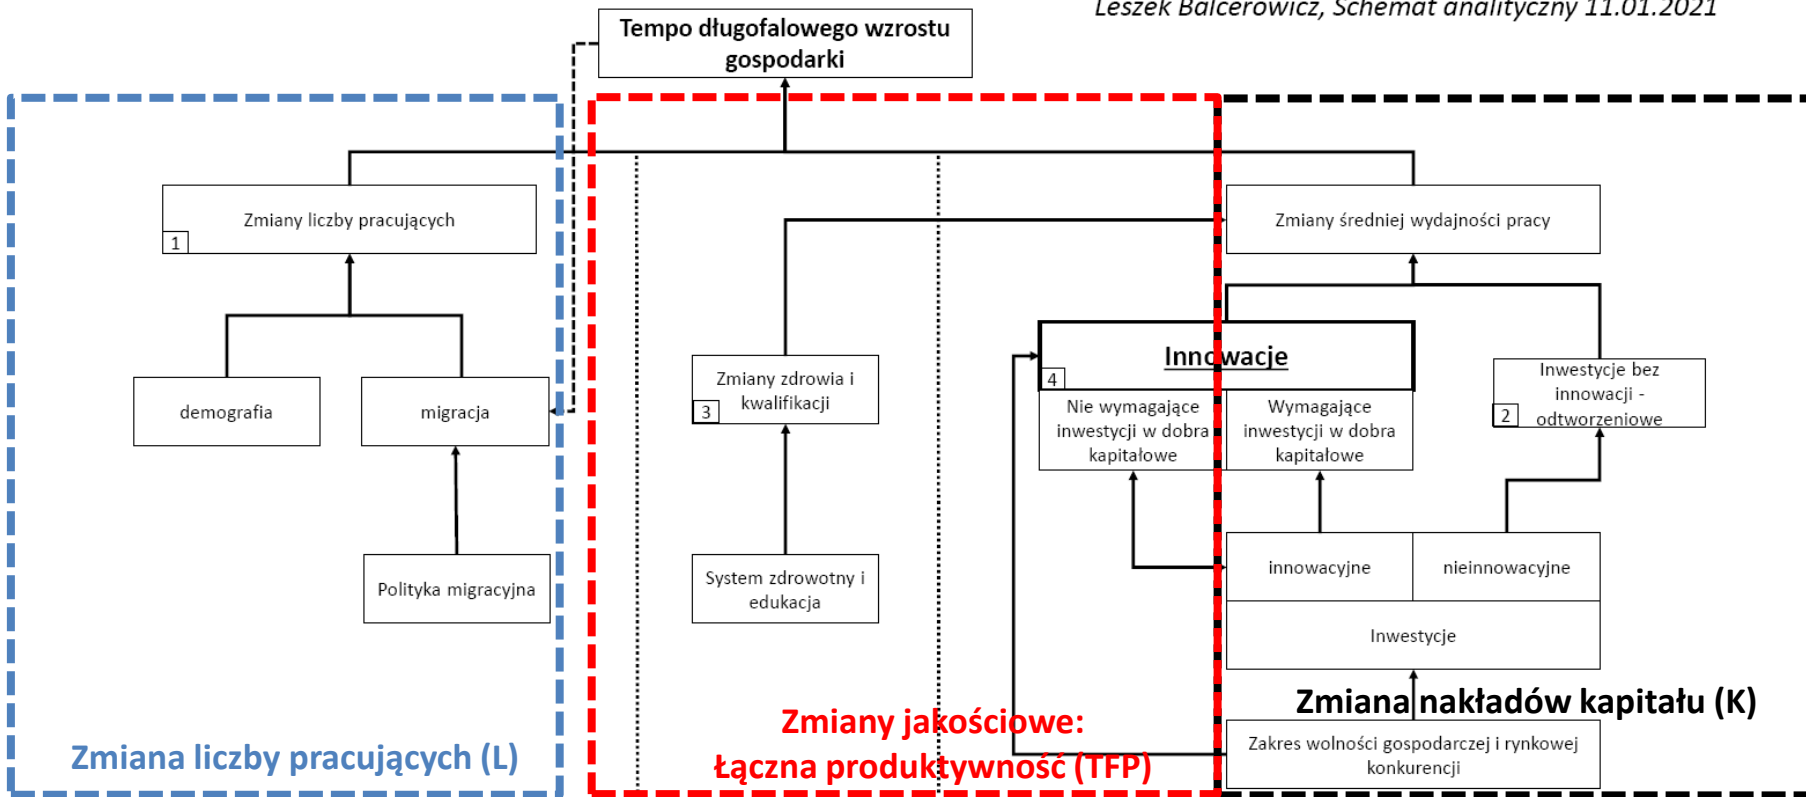 Leszek Balcerowicz, Schemat analityczny 11.01.2021
Tempo długofalowego wzrostu
gospodarki
Zmiany liczby pracujących
1
Zmiany średniej wydajności pracy
demografia
migracja
Zmiany zdrowia i
kwalifikacji
3
Innowacje
4
Nie wymagające
inwestycji w dobra
kapitałowe
Wymagające
inwestycji w dobra
kapitałowe
Inwestycje bez
innowacji -
odtworzeniowe
2
Polityka migracyjna
System zdrowotny i
edukacja
innowacyjne
nieinnowacyjne
Inwestycje
Zmiana nakładów kapitału (K)
Zakres wolności gospodarczej i rynkowej
konkurencji
Zmiana liczby pracujących (L)
Zmiany jakościowe:
Łączna produktywność (TFP)